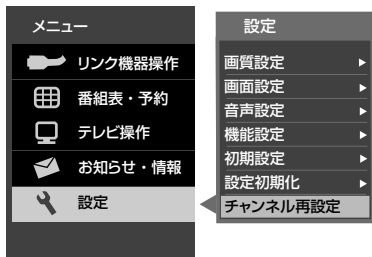 メニュー
リンク機器操作
番組表・予約
テレビ操作
お知らせ・情報
設定
設定
画質設定
画面設定
音声設定
機能設定
初期設定
設定初期化
チャンネル再設定